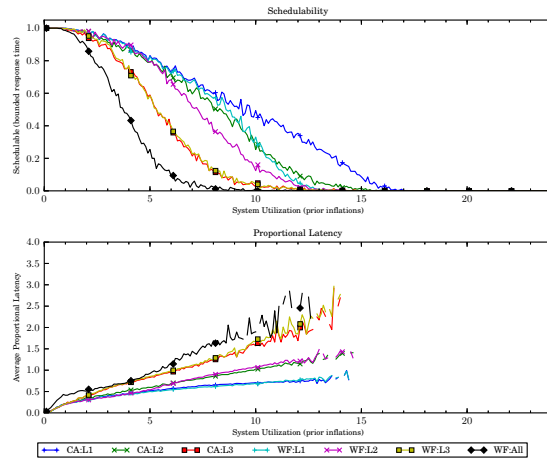 Schedulability
Schedulable (bounded response time)
1.0
0.8
0.6
0.4
0.2
0.0
0 5 10 15 20
System Utilization (prior inflations)
Proportional Latency
Average Proportional Latency
4.0
3.5
3.0
2.5
2.0
1.5
1.0
0.5
0.0
0 5 10 15 20
System Utilization (prior inflations)
CA:L1 CA:L2 CA:L3 WF:L1 WF:L2 WF:L3 WF:All